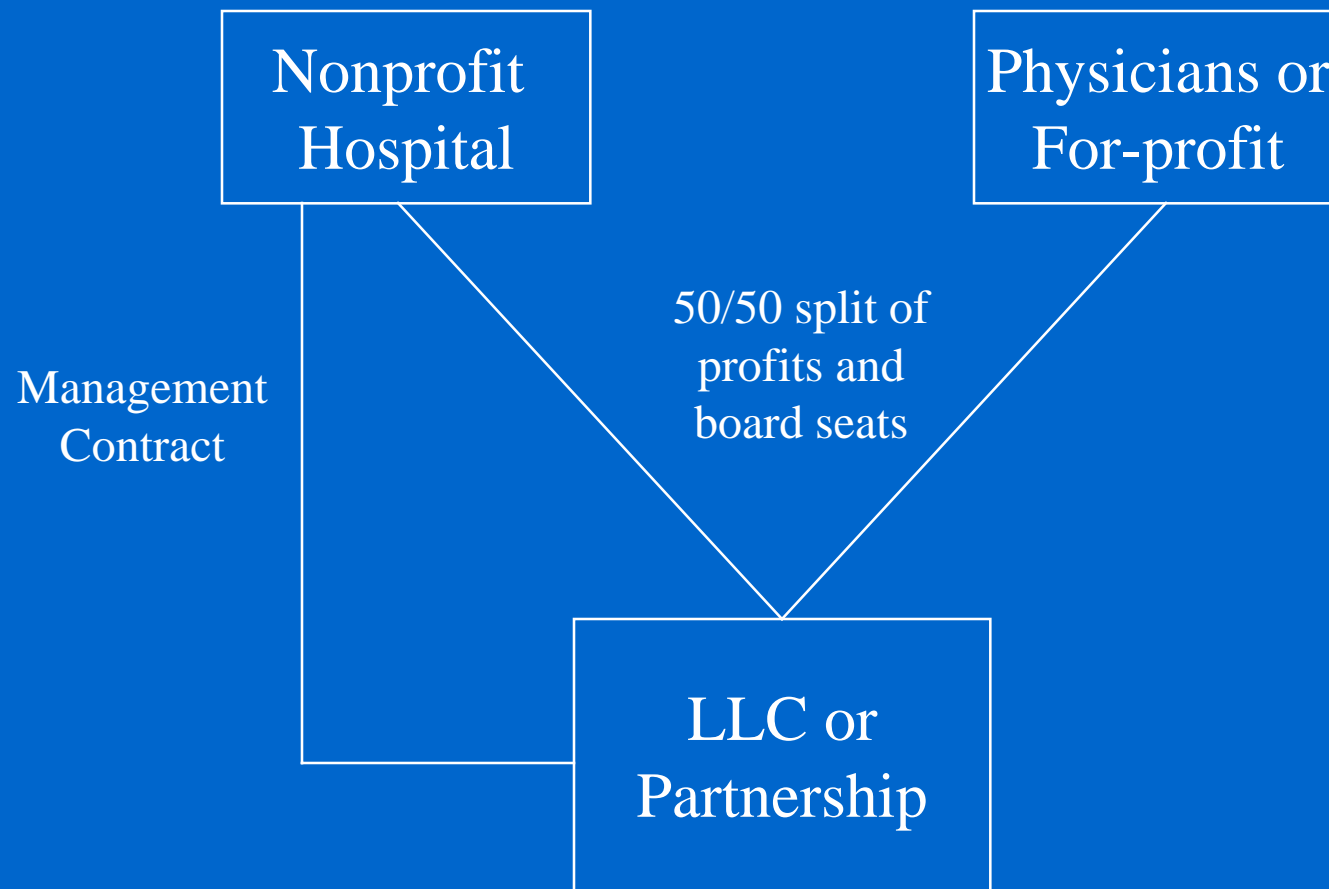 Nonprofit
Hospital
Physicians or
For-profit
50/50 split of
profits and
board seats
Management
Contract
LLC or
Partnership